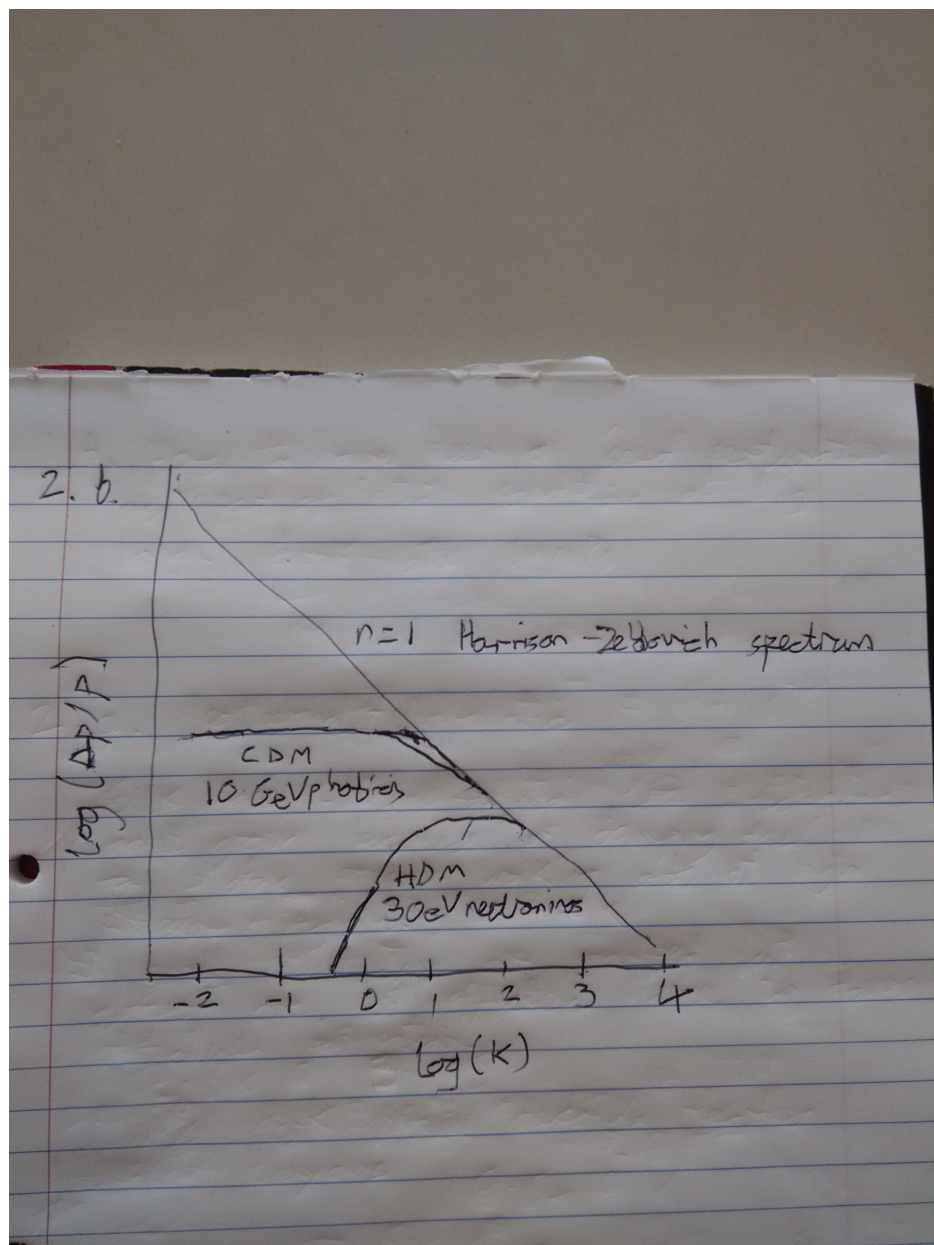 2. b.
n=1 Harrison-Zeldovich spectrum
log(Δρ/ρ)
CDM
10 GeV photinos
HDM
30eV neutrinos
-2 -1 0 1 2 3 4
log(K)